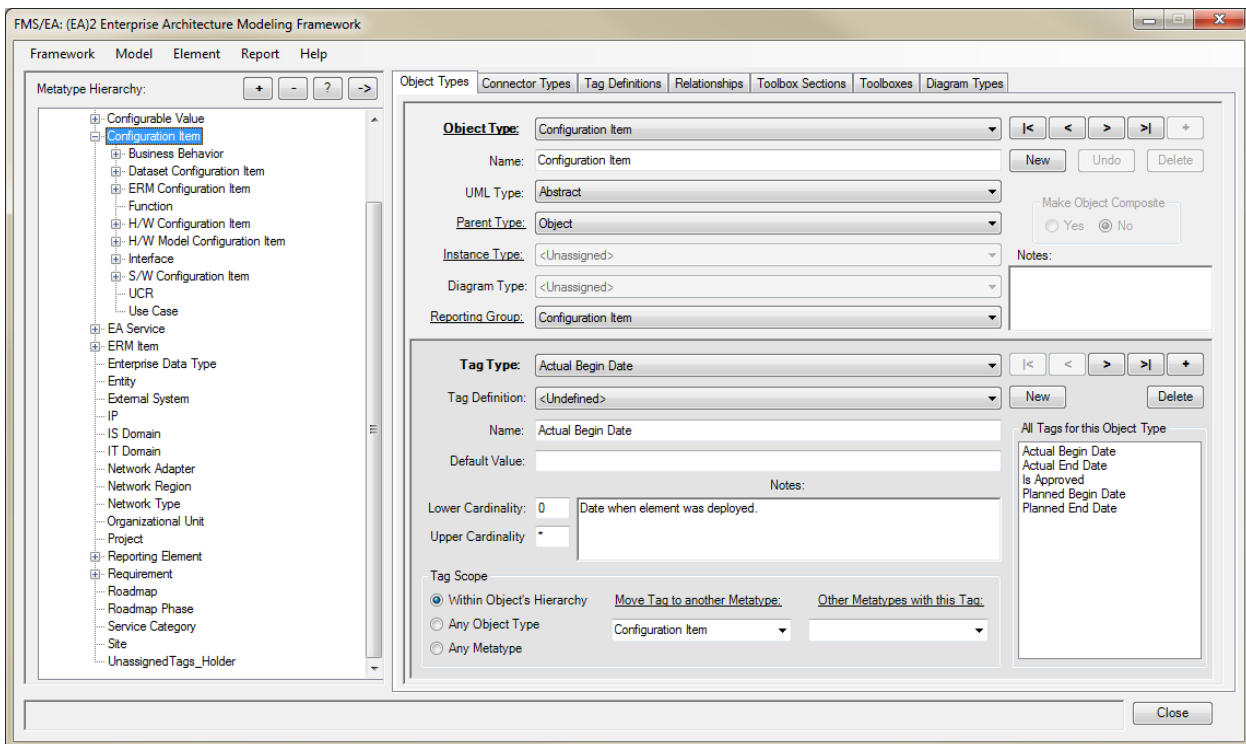 FMS/EA: (EA)2 Enterprise Architecture Modeling Framework
Framework Model Element Report Help
Metatype Hierarchy: + - ? ->
Configurable Value
Configuration Item
Business Behavior
Dataset Configuration Item
ERM Configuration Item
Function
H/W Configuration Item
H/W Model Configuration Item
Interface
S/W Configuration Item
UCR
Use Case
EA Service
ERM Item
Enterprise Data Type
Entity
External System
IP
IS Domain
IT Domain
Network Adapter
Network Region
Network Type
Organizational Unit
Project
Reporting Element
Requirement
Roadmap
Roadmap Phase
Service Category
Site
UnassignedTags_Holder
Object Types Connector Types Tag Definitions Relationships Toolbox Sections Toolboxes Diagram Types
Object Type: Configuration Item |< < > >| +
Name: Configuration Item New Undo Delete
UML Type: Abstract
Make Object Composite
Yes No
Parent Type: Object
Instance Type: <Unassigned>
Notes:
Diagram Type: <Unassigned>
Reporting Group: Configuration Item
Tag Type: Actual Begin Date |< < > >| +
Tag Definition: <Undefined> New Delete
Name: Actual Begin Date
All Tags for this Object Type
Actual Begin Date
Actual End Date
Is Approved
Planned Begin Date
Planned End Date
Default Value:
Notes:
Lower Cardinality: 0 Date when element was deployed.
Upper Cardinality *
Tag Scope
Within Object's Hierarchy Move Tag to another Metatype: Other Metatypes with this Tag:
Any Object Type Configuration Item
Any Metatype
Close